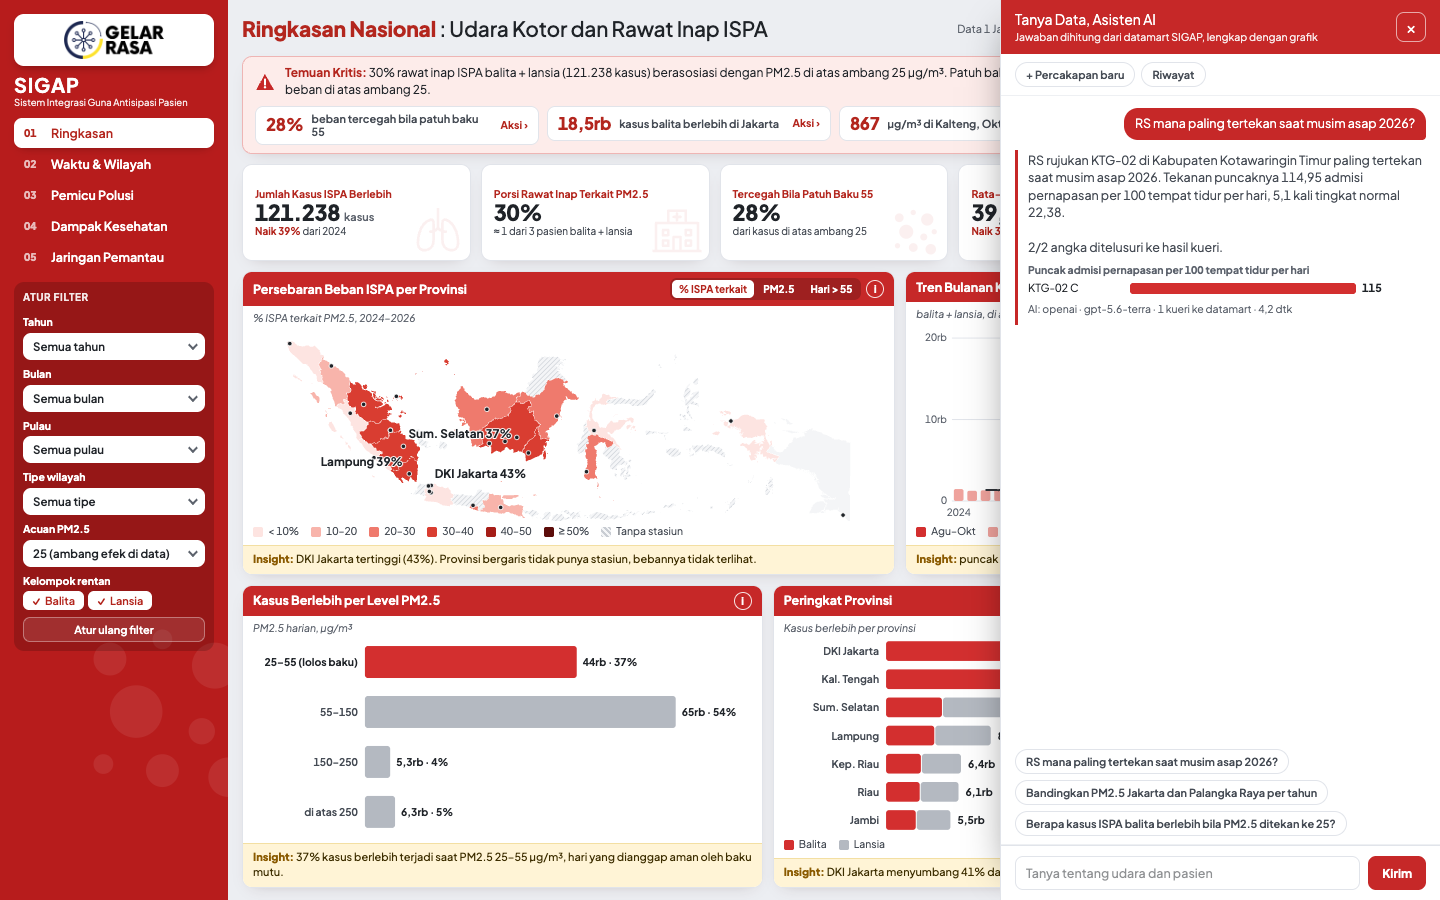 GELAR
RASA
SIGAP
Sistem Integrasi Guna Antisipasi Pasien
01 Ringkasan
02 Waktu & Wilayah
03 Pemicu Polusi
04 Dampak Kesehatan
05 Jaringan Pemantau
ATUR FILTER
Tahun
Semua tahun
Bulan
Semua bulan
Pulau
Semua pulau
Tipe wilayah
Semua tipe
Acuan PM2.5
25 (ambang efek di data)
Kelompok rentan
✓ Balita ✓ Lansia
Atur ulang filter
Ringkasan Nasional : Udara Kotor dan Rawat Inap ISPA
Data 1 Ja
Temuan Kritis: 30% rawat inap ISPA balita + lansia (121.238 kasus) berasosiasi dengan PM2.5 di atas ambang 25 µg/m³. Patuh bak
beban di atas ambang 25.
28% beban tercegah bila patuh baku 55 Aksi ›
18,5rb kasus balita berlebih di Jakarta Aksi ›
867 µg/m³ di Kalteng, Okt
Jumlah Kasus ISPA Berlebih
121.238 kasus
Naik 39% dari 2024
Porsi Rawat Inap Terkait PM2.5
30%
≈ 1 dari 3 pasien balita + lansia
Tercegah Bila Patuh Baku 55
28%
dari kasus di atas ambang 25
Rata-
39,
Naik 3
Persebaran Beban ISPA per Provinsi
% ISPA terkait PM2.5 Hari > 55 i
% ISPA terkait PM2.5, 2024–2026
Sum. Selatan 37%
Lampung 39%
DKI Jakarta 43%
< 10% 10–20 20–30 30–40 40–50 ≥ 50% Tanpa stasiun
Insight: DKI Jakarta tertinggi (43%). Provinsi bergaris tidak punya stasiun, bebannya tidak terlihat.
Tren Bulanan K
balita + lansia, di a
20rb
10rb
0
2024
Agu–Okt
Insight: puncak
Kasus Berlebih per Level PM2.5 i
PM2.5 harian, µg/m³
25–55 (lolos baku) 44rb · 37%
55–150 65rb · 54%
150–250 5,3rb · 4%
di atas 250 6,3rb · 5%
Insight: 37% kasus berlebih terjadi saat PM2.5 25–55 µg/m³, hari yang dianggap aman oleh baku
mutu.
Peringkat Provinsi
Kasus berlebih per provinsi
DKI Jakarta
Kal. Tengah
Sum. Selatan
Lampung
Kep. Riau 6,4rb
Riau 6,1rb
Jambi 5,5rb
Balita Lansia
Insight: DKI Jakarta menyumbang 41% da
Tanya Data, Asisten AI
Jawaban dihitung dari datamart SIGAP, lengkap dengan grafik
×
+ Percakapan baru Riwayat
RS mana paling tertekan saat musim asap 2026?
RS rujukan KTG-02 di Kabupaten Kotawaringin Timur paling tertekan
saat musim asap 2026. Tekanan puncaknya 114,95 admisi
pernapasan per 100 tempat tidur per hari, 5,1 kali tingkat normal
22,38.
2/2 angka ditelusuri ke hasil kueri.
Puncak admisi pernapasan per 100 tempat tidur per hari
KTG-02 C 115
AI: openai · gpt-5.6-terra · 1 kueri ke datamart · 4,2 dtk
RS mana paling tertekan saat musim asap 2026?
Bandingkan PM2.5 Jakarta dan Palangka Raya per tahun
Berapa kasus ISPA balita berlebih bila PM2.5 ditekan ke 25?
Tanya tentang udara dan pasien
Kirim